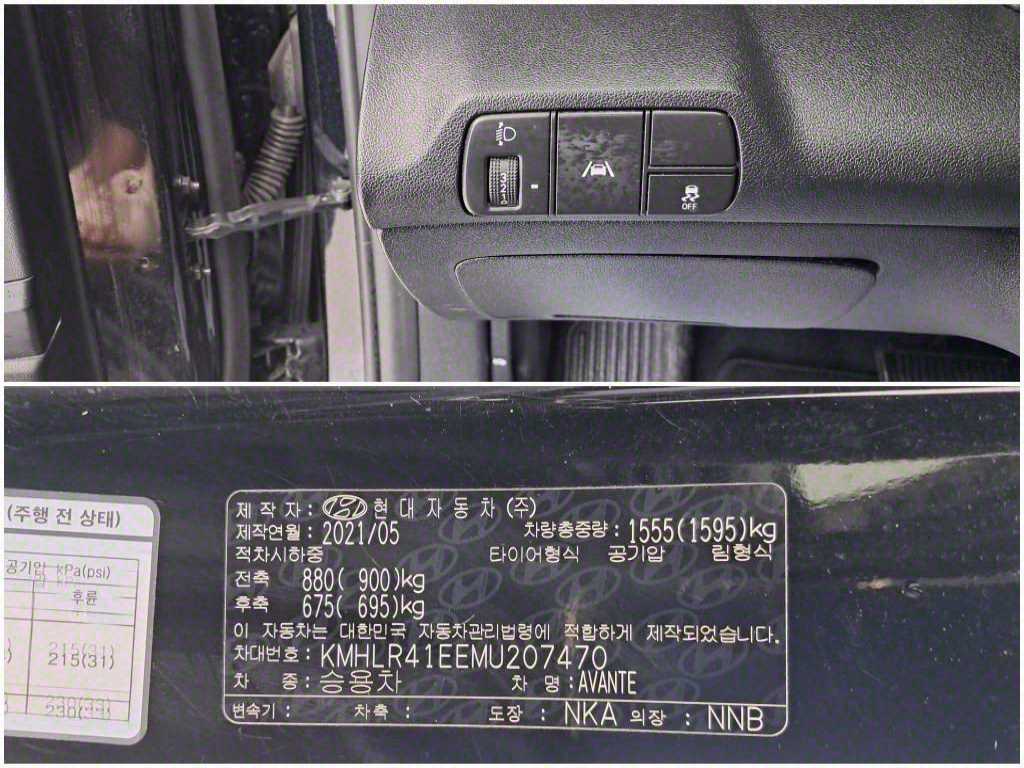 3
2
1
OFF
(주행 전 상태)
공기압 kPa(psi)
후륜
215(31)
230(33)
제 작 자 : 현 대 자 동 차 (주)
제작연월 : 2021/05 차량총중량 : 1555(1595)kg
적차시하중 타이어형식 공기압 림형식
전축 880( 900)kg
후축 675( 695)kg
이 자동차는 대한민국 자동차관리법령에 적합하게 제작되었습니다.
차대번호 : KMHLR41EEMU207470
차 종 : 승용차 차 명 : AVANTE
변속기 : 차축 : 도장 : NKA 의장 : NNB